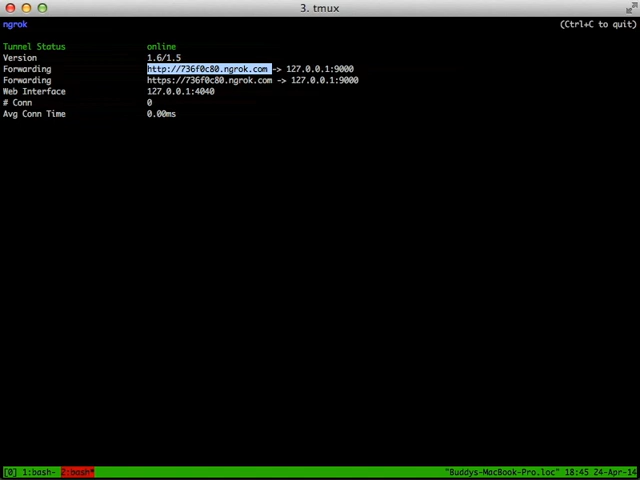 3. tmux
ngrok (Ctrl+C to quit)
Tunnel Status online
Version 1.6/1.5
Forwarding http://736f0c80.ngrok.com -> 127.0.0.1:9000
Forwarding https://736f0c80.ngrok.com -> 127.0.0.1:9000
Web Interface 127.0.0.1:4040
# Conn 0
Avg Conn Time 0.00ms
[0] 1:bash- 2:bash* "Buddys-MacBook-Pro.loc" 18:45 24-Apr-14